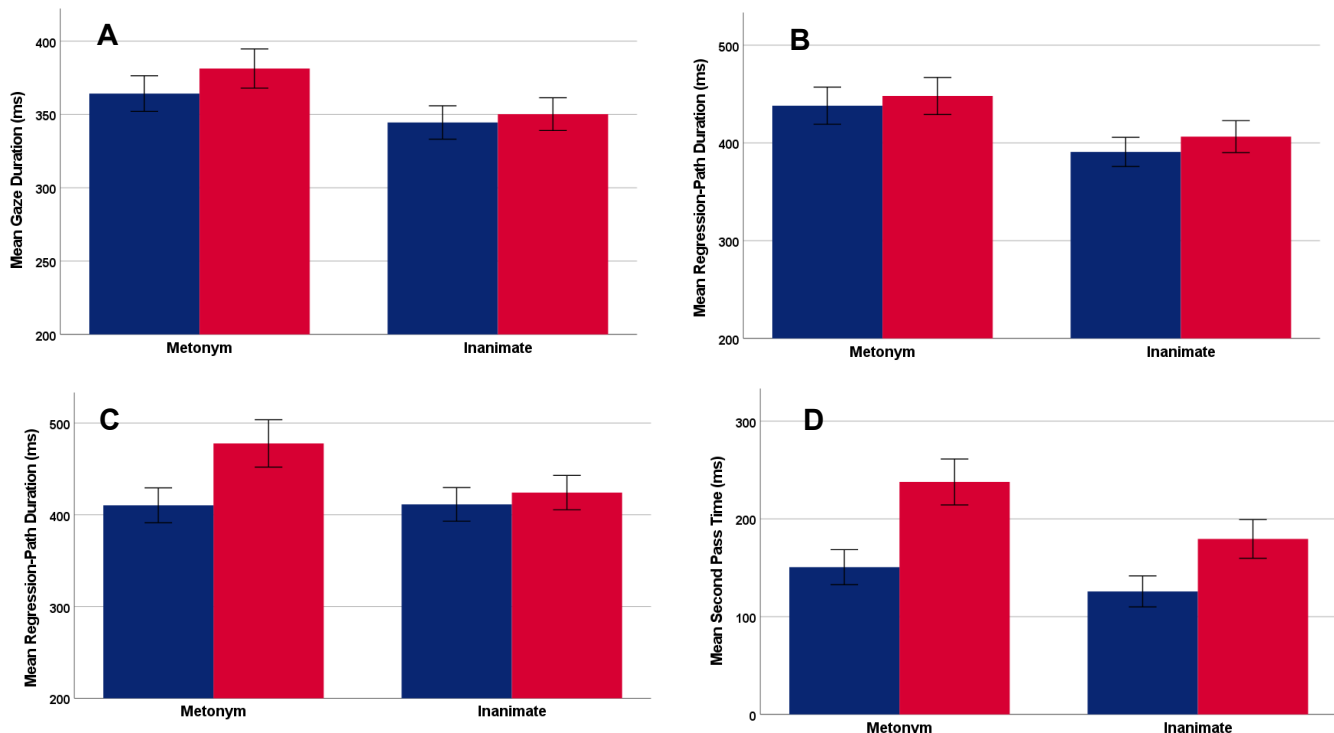 A
Mean Gaze Duration (ms)
400
350
300
250
200
Metonym
Inanimate
B
Mean Regression-Path Duration (ms)
500
400
300
200
Metonym
Inanimate
C
Mean Regression-Path Duration (ms)
500
400
300
200
Metonym
Inanimate
D
Mean Second Pass Time (ms)
300
200
100
0
Metonym
Inanimate